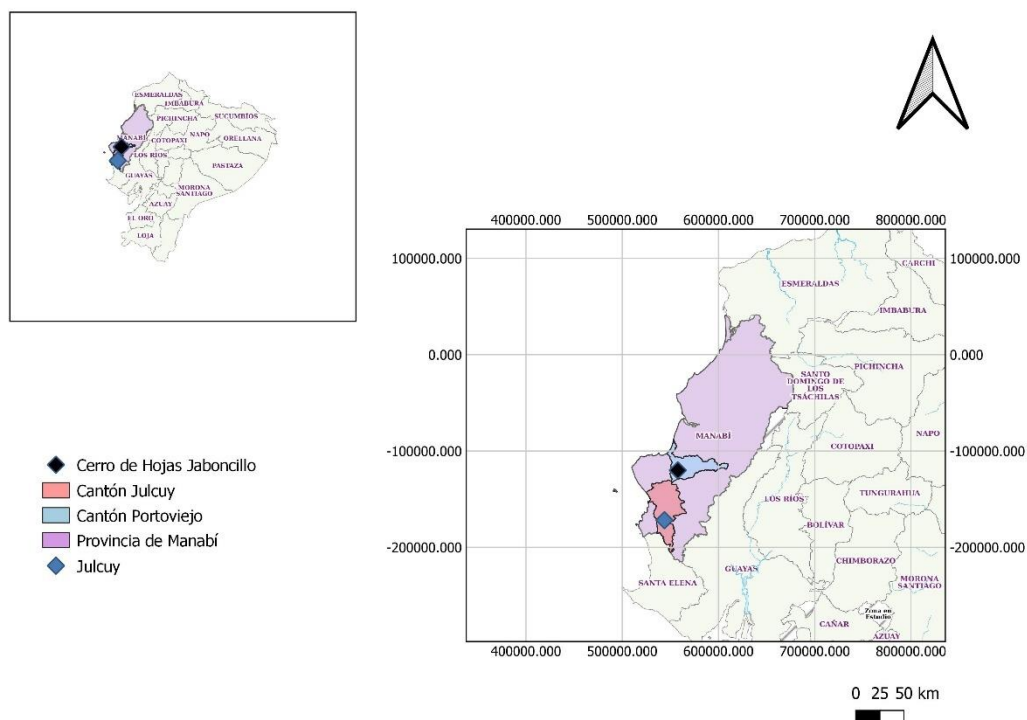 ESMERALDAS
IMBABURA
PICHINCHA
SUCUMBÍOS
MANABÍ
COTOPAXI
NAPO
ORELLANA
LOS RÍOS
PASTAZA
GUAYAS
MORONA
SANTIAGO
AZUAY
EL ORO
LOJA
400000.000 500000.000 600000.000 700000.000 800000.000
100000.000 100000.000
CARCHI
ESMERALDAS
IMBABURA
0.000 0.000
PICHINCHA
SANTO
DOMINGO DE
LOS
TSÁCHILAS
NAPO
MANABÍ
COTOPAXI
-100000.000 -100000.000
TUNGURAHUA
LOS RÍOS
BOLÍVAR
-200000.000 -200000.000
CHIMBORAZO
GUAYAS
SANTA ELENA
MORONA
SANTIAGO
Zona en
Estudio
CAÑAR
AZUAY
400000.000 500000.000 600000.000 700000.000 800000.000
Cerro de Hojas Jaboncillo
Cantón Julcuy
Cantón Portoviejo
Provincia de Manabí
Julcuy
0 25 50 km